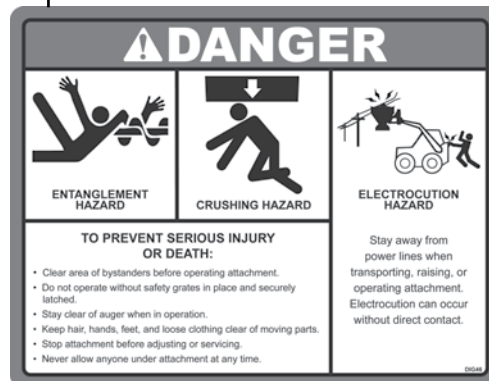 DANGER
ENTANGLEMENT
HAZARD
CRUSHING HAZARD
ELECTROCUTION
HAZARD
TO PREVENT SERIOUS INJURY
OR DEATH:
• Clear area of bystanders before operating attachment.
• Do not operate without safety grates in place and securely
latched.
• Stay clear of auger when in operation.
• Keep hair, hands, feet, and loose clothing clear of moving parts.
• Stop attachment before adjusting or servicing.
• Never allow anyone under attachment at any time.
Stay away from
power lines when
transporting, raising, or
operating attachment.
Electrocution can occur
without direct contact.
DIG48